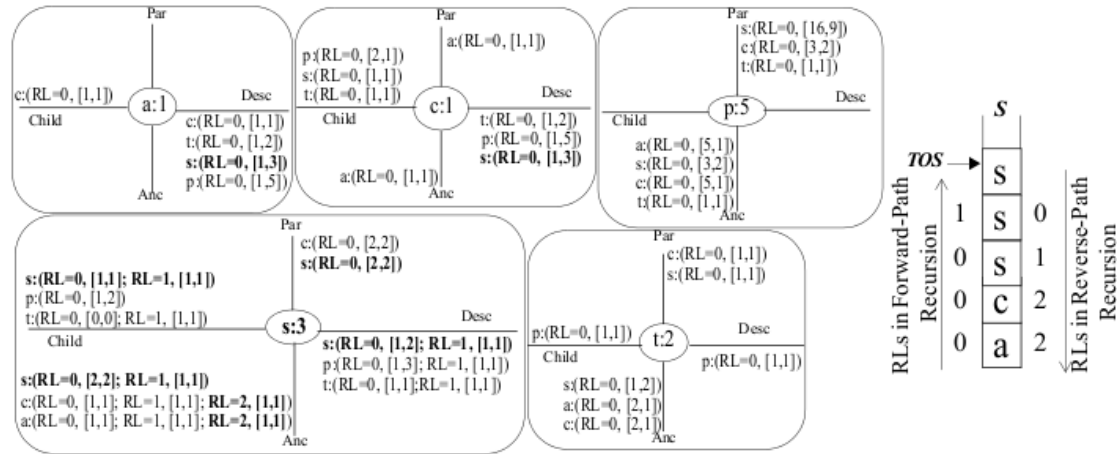 Par
c:(RL=0, [1,1])
a:1
Desc
Child
c:(RL=0, [1,1])
t:(RL=0, [1,2])
s:(RL=0, [1,3])
p:(RL=0, [1,5])
Anc
Par
a:(RL=0, [1,1])
p:(RL=0, [2,1])
s:(RL=0, [1,1])
t:(RL=0, [1,1])
c:1
Desc
Child
t:(RL=0, [1,2])
p:(RL=0, [1,5])
s:(RL=0, [1,3])
a:(RL=0, [1,1])
Anc
Par
s:(RL=0, [16,9])
c:(RL=0, [3,2])
t:(RL=0, [1,1])
p:5
Desc
Child
a:(RL=0, [5,1])
s:(RL=0, [3,2])
c:(RL=0, [5,1])
t:(RL=0, [1,1])
Anc
Par
c:(RL=0, [2,2])
s:(RL=0, [2,2])
s:(RL=0, [1,1]; RL=1, [1,1])
p:(RL=0, [1,2])
t:(RL=0, [0,0]; RL=1, [1,1])
s:3
Desc
Child
s:(RL=0, [1,2]; RL=1, [1,1])
p:(RL=0, [1,3]; RL=1, [1,1])
t:(RL=0, [1,1];RL=1, [1,1])
s:(RL=0, [2,2]; RL=1, [1,1])
c:(RL=0, [1,1]; RL=1, [1,1]; RL=2, [1,1])
a:(RL=0, [1,1]; RL=1, [1,1]; RL=2, [1,1])
Anc
Par
c:(RL=0, [1,1])
s:(RL=0, [1,1])
p:(RL=0, [1,1])
t:2
Desc
Child
p:(RL=0, [1,1])
s:(RL=0, [1,2])
a:(RL=0, [2,1])
c:(RL=0, [2,1])
Anc
S
TOS
s
1 s 0
0 s 1
0 c 2
0 a 2
RLs in Forward-Path
Recursion
RLs in Reverse-Path
Recursion